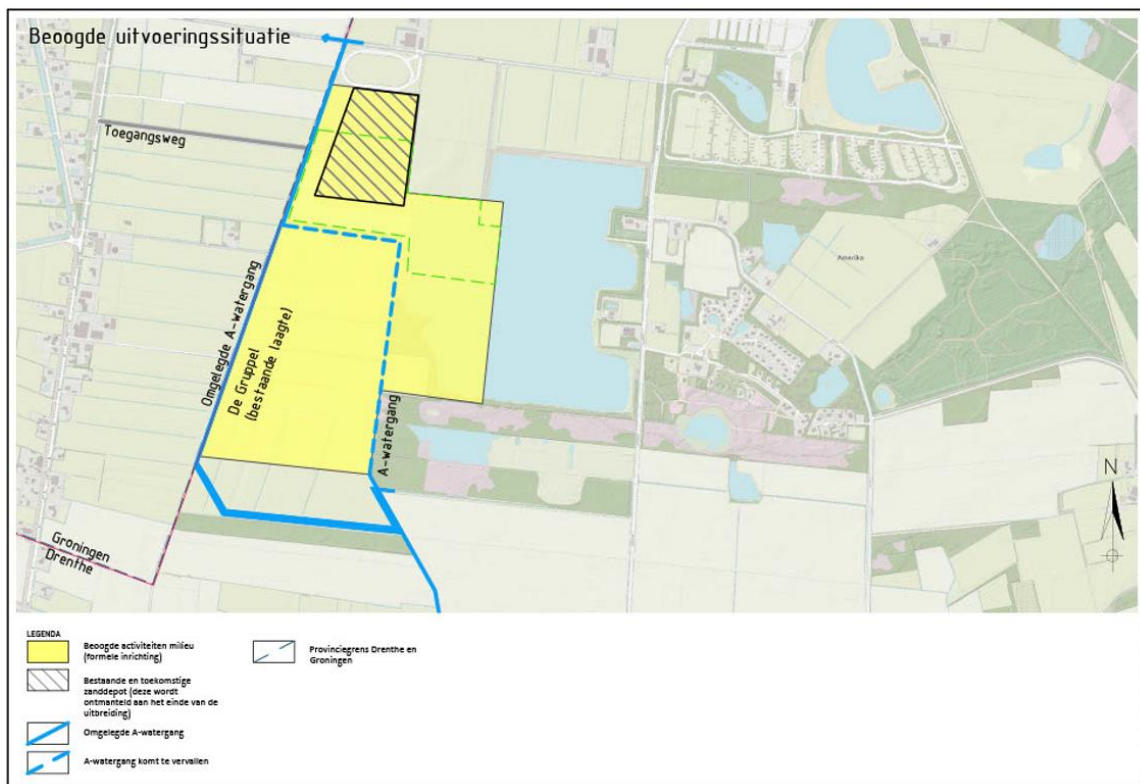 Beoogde uitvoeringssituatie
Toegangsweg
Omgelegde A-watergang
De Gruppel
(bestaande laagte)
A-watergang
Amerika
N
Groningen
Drenthe
LEGENDA
Beoogde activiteiten milieu
(formele inrichting)
Bestaande en toekomstige
zanddepot (deze wordt
ontmanteld aan het einde van de
uitbreiding)
Omgelegde A-watergang
A-watergang komt te vervallen
Provinciegrens Drenthe en
Groningen